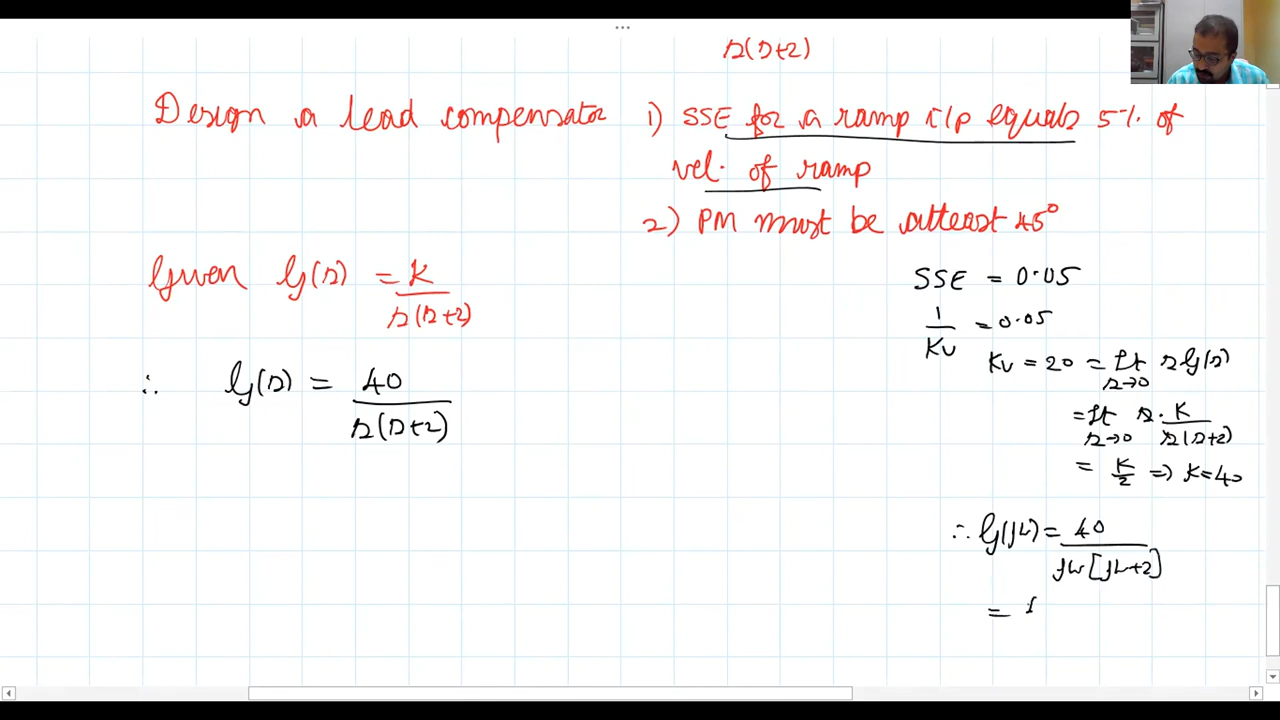 s(s+2)
Design a lead compensator 1) SSE for a ramp i/p equals 5% of
vel. of ramp
2) PM must be atleast 45°
Given G(s) = K / s(s+2)
∴ G(s) = 40 / s(s+2)
SSE = 0.05
1/Kv = 0.05
Kv = 20 = Lt s→0 s G(s)
= Lt s→0 s · K / s(s+2)
= K/2 ⇒ K=40
∴ G(jω) = 40 / jω[jω+2]
=